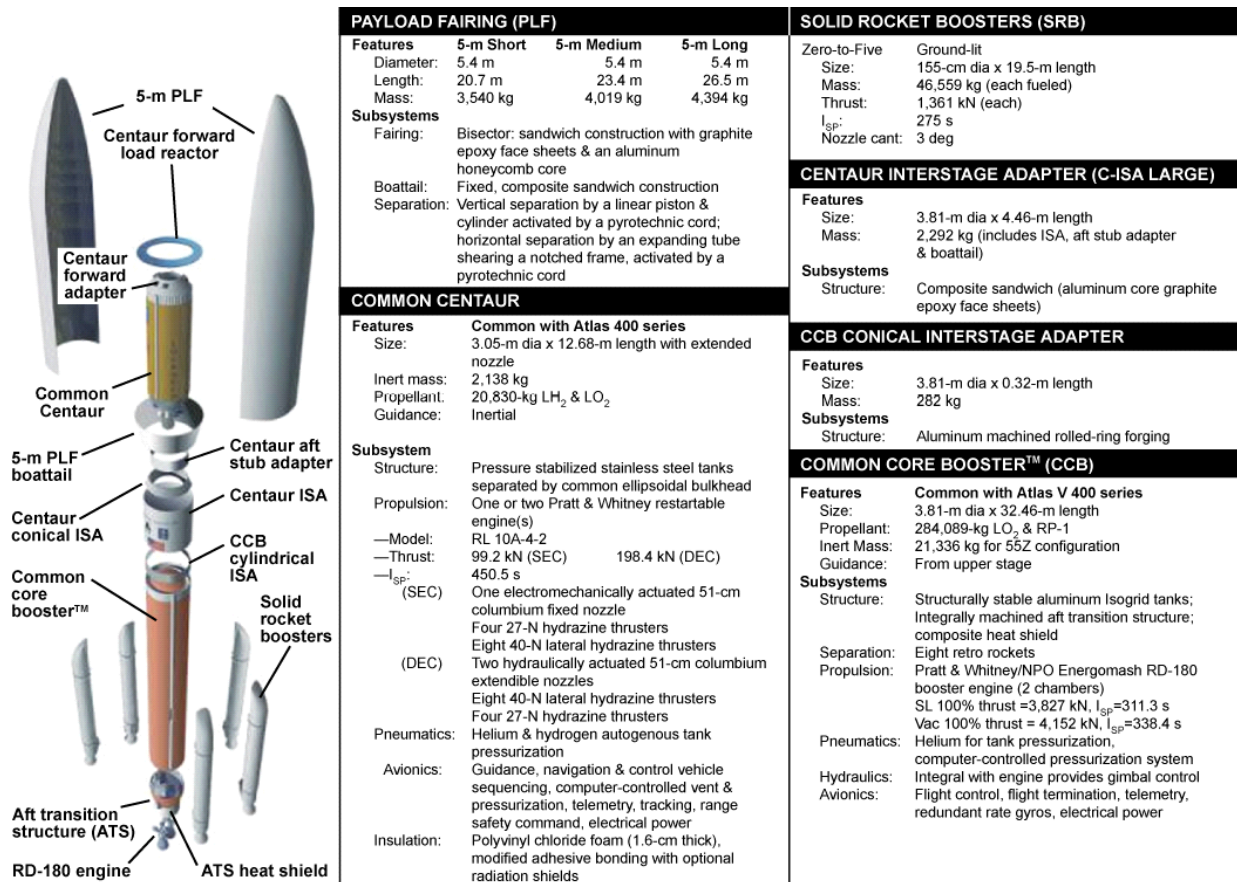 5-m PLF
Centaur forward
load reactor
Centaur
forward
adapter
Common
Centaur
5-m PLF
boattail
Centaur aft
stub adapter
Centaur ISA
Centaur
conical ISA
CCB
cylindrical
ISA
Common
core
booster™
Solid
rocket
boosters
Aft transition
structure (ATS)
RD-180 engine
ATS heat shield
PAYLOAD FAIRING (PLF)
Features 5-m Short 5-m Medium 5-m Long
Diameter: 5.4 m 5.4 m 5.4 m
Length: 20.7 m 23.4 m 26.5 m
Mass: 3,540 kg 4,019 kg 4,394 kg
Subsystems
Fairing: Bisector: sandwich construction with graphite
epoxy face sheets & an aluminum
honeycomb core
Boattail: Fixed, composite sandwich construction
Separation: Vertical separation by a linear piston &
cylinder activated by a pyrotechnic cord;
horizontal separation by an expanding tube
shearing a notched frame, activated by a
pyrotechnic cord
COMMON CENTAUR
Features Common with Atlas 400 series
Size: 3.05-m dia x 12.68-m length with extended
nozzle
Inert mass: 2,138 kg
Propellant: 20,830-kg LH₂ & LO₂
Guidance: Inertial
Subsystem
Structure: Pressure stabilized stainless steel tanks
separated by common ellipsoidal bulkhead
Propulsion: One or two Pratt & Whitney restartable
engine(s)
—Model: RL 10A-4-2
—Thrust: 99.2 kN (SEC) 198.4 kN (DEC)
—I_SP: 450.5 s
(SEC) One electromechanically actuated 51-cm
columbium fixed nozzle
Four 27-N hydrazine thrusters
Eight 40-N lateral hydrazine thrusters
(DEC) Two hydraulically actuated 51-cm columbium
extendible nozzles
Eight 40-N lateral hydrazine thrusters
Four 27-N hydrazine thrusters
Pneumatics: Helium & hydrogen autogenous tank
pressurization
Avionics: Guidance, navigation & control vehicle
sequencing, computer-controlled vent &
pressurization, telemetry, tracking, range
safety command, electrical power
Insulation: Polyvinyl chloride foam (1.6-cm thick),
modified adhesive bonding with optional
radiation shields
SOLID ROCKET BOOSTERS (SRB)
Zero-to-Five Ground-lit
Size: 155-cm dia x 19.5-m length
Mass: 46,559 kg (each fueled)
Thrust: 1,361 kN (each)
I_SP: 275 s
Nozzle cant: 3 deg
CENTAUR INTERSTAGE ADAPTER (C-ISA LARGE)
Features
Size: 3.81-m dia x 4.46-m length
Mass: 2,292 kg (includes ISA, aft stub adapter
& boattail)
Subsystems
Structure: Composite sandwich (aluminum core graphite
epoxy face sheets)
CCB CONICAL INTERSTAGE ADAPTER
Features
Size: 3.81-m dia x 0.32-m length
Mass: 282 kg
Subsystems
Structure: Aluminum machined rolled-ring forging
COMMON CORE BOOSTER™ (CCB)
Features Common with Atlas V 400 series
Size: 3.81-m dia x 32.46-m length
Propellant: 284,089-kg LO₂ & RP-1
Inert Mass: 21,336 kg for 55Z configuration
Guidance: From upper stage
Subsystems
Structure: Structurally stable aluminum Isogrid tanks;
Integrally machined aft transition structure;
composite heat shield
Separation: Eight retro rockets
Propulsion: Pratt & Whitney/NPO Energomash RD-180
booster engine (2 chambers)
SL 100% thrust =3,827 kN, I_SP=311.3 s
Vac 100% thrust = 4,152 kN, I_SP=338.4 s
Pneumatics: Helium for tank pressurization,
computer-controlled pressurization system
Hydraulics: Integral with engine provides gimbal control
Avionics: Flight control, flight termination, telemetry,
redundant rate gyros, electrical power